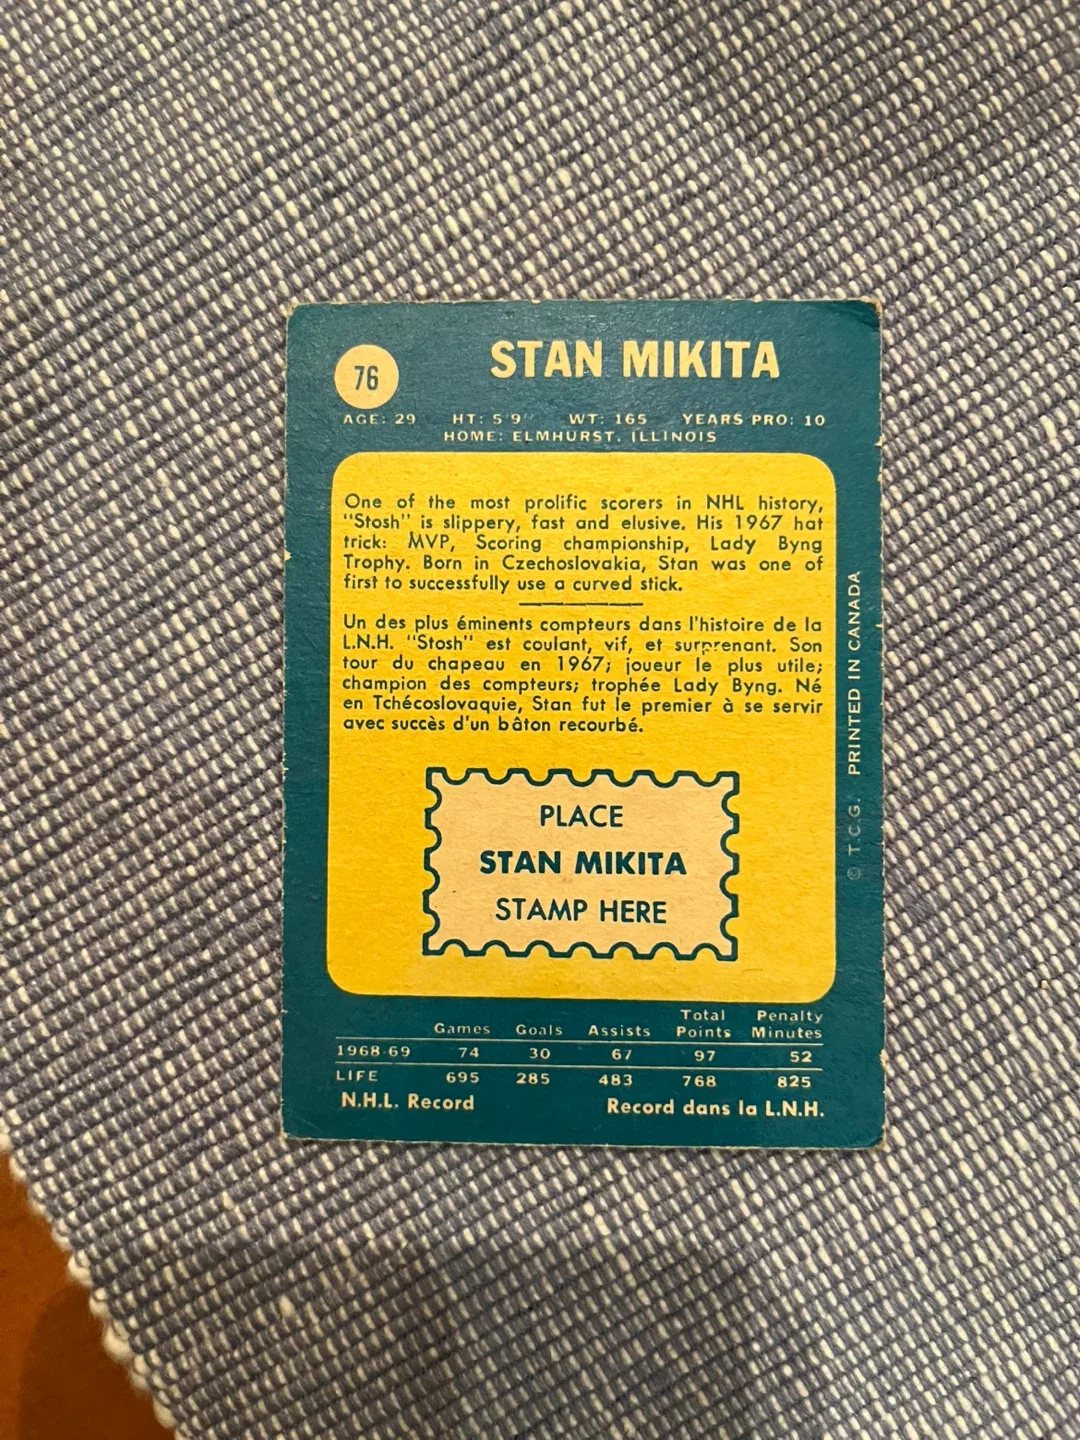 76
STAN MIKITA
AGE: 29 HT: 5'9" WT: 165 YEARS PRO: 10
HOME: ELMHURST, ILLINOIS
One of the most prolific scorers in NHL history,
"Stosh" is slippery, fast and elusive. His 1967 hat
trick: MVP, Scoring championship, Lady Byng
Trophy. Born in Czechoslovakia, Stan was one of
first to successfully use a curved stick.
Un des plus éminents compteurs dans l'histoire de la
L.N.H. "Stosh" est coulant, vif, et surprenant. Son
tour du chapeau en 1967; joueur le plus utile;
champion des compteurs; trophée Lady Byng. Né
en Tchécoslovaquie, Stan fut le premier à se servir
avec succès d'un bâton recourbé.
PLACE
STAN MIKITA
STAMP HERE
Games Goals Assists Total Points Penalty Minutes
1968-69 74 30 67 97 52
LIFE 695 285 483 768 825
N.H.L. Record Record dans la L.N.H.
© T.C.G. PRINTED IN CANADA